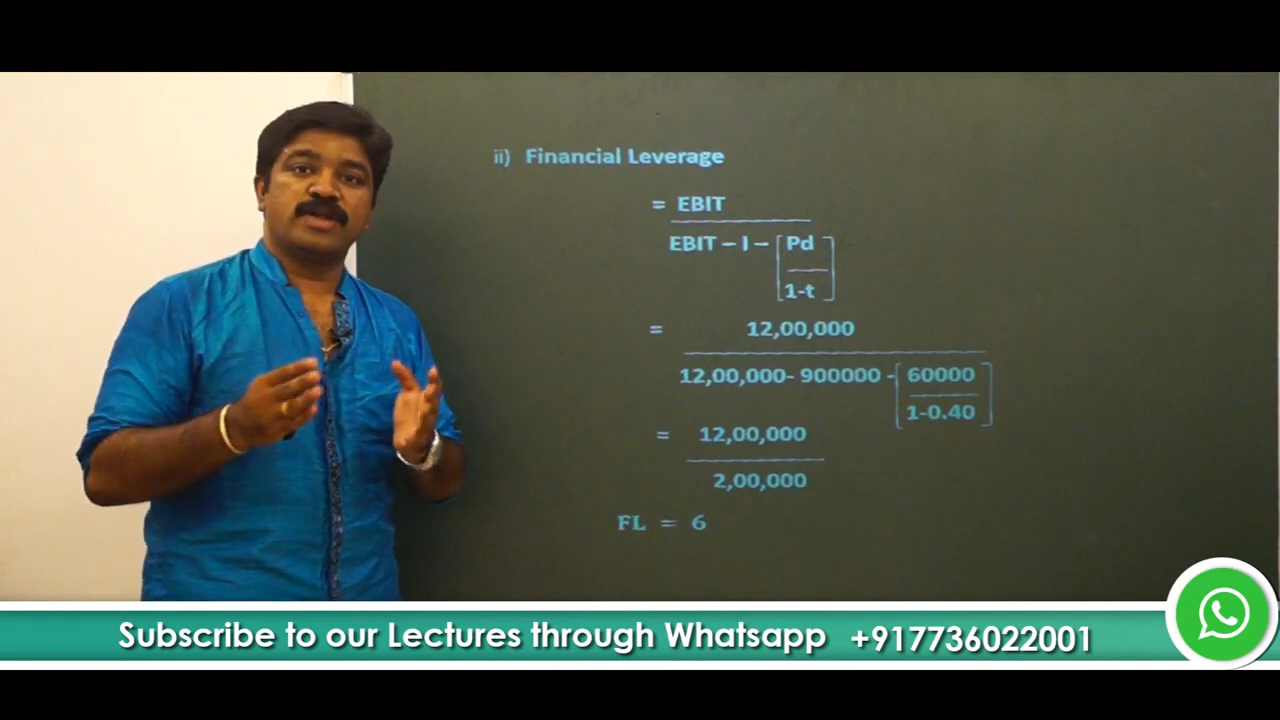 ii) Financial Leverage
= EBIT
EBIT – I – [Pd
1-t]
= 12,00,000
12,00,000- 900000 -[60000
1-0.40]
= 12,00,000
2,00,000
FL = 6
Subscribe to our Lectures through Whatsapp +917736022001